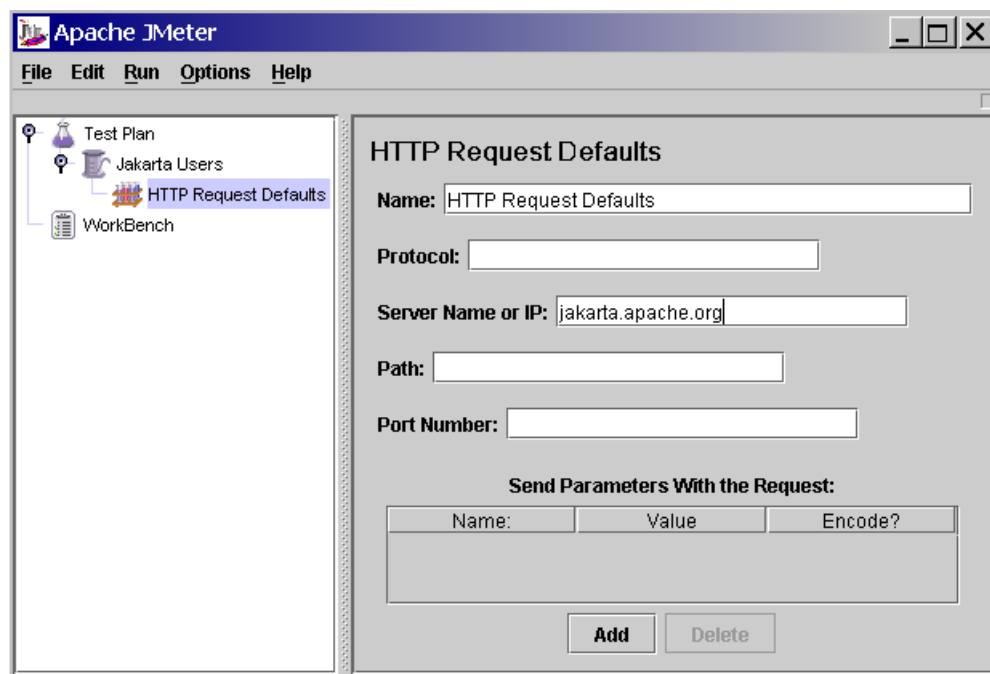 Apache JMeter
File Edit Run Options Help
Test Plan
Jakarta Users
HTTP Request Defaults
WorkBench
HTTP Request Defaults
Name: HTTP Request Defaults
Protocol:
Server Name or IP: jakarta.apache.org
Path:
Port Number:
Send Parameters With the Request:
Name: Value Encode?
Add Delete